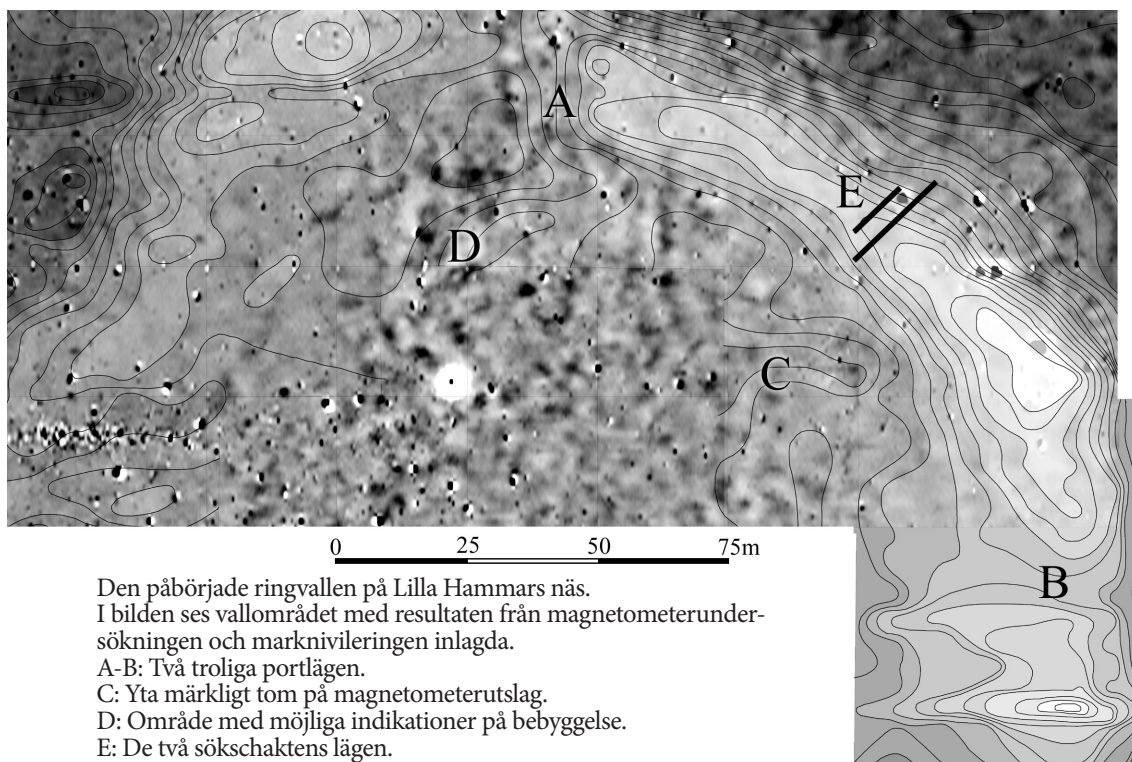 A
E
D
C
0 25 50 75m
B
Den påbörjade ringvallen på Lilla Hammars näs.
I bilden ses vallområdet med resultaten från magnetometerunder-
sökningen och marknivileringen inlagda.
A-B: Två troliga portlägen.
C: Yta märkligt tom på magnetometerutslag.
D: Område med möjliga indikationer på bebyggelse.
E: De två sökschaktens lägen.